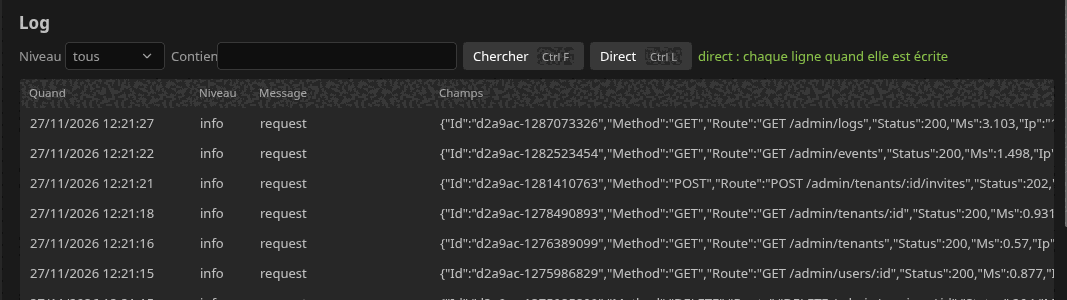 Log
Niveau tous Contien Chercher Ctrl F Direct Ctrl L direct : chaque ligne quand elle est écrite
Quand Niveau Message Champs
27/11/2026 12:21:27 info request {"Id":"d2a9ac-1287073326","Method":"GET","Route":"GET /admin/logs","Status":200,"Ms":3.103,"Ip":"
27/11/2026 12:21:22 info request {"Id":"d2a9ac-1282523454","Method":"GET","Route":"GET /admin/events","Status":200,"Ms":1.498,"Ip"
27/11/2026 12:21:21 info request {"Id":"d2a9ac-1281410763","Method":"POST","Route":"POST /admin/tenants/:id/invites","Status":202,
27/11/2026 12:21:18 info request {"Id":"d2a9ac-1278490893","Method":"GET","Route":"GET /admin/tenants/:id","Status":200,"Ms":0.931
27/11/2026 12:21:16 info request {"Id":"d2a9ac-1276389099","Method":"GET","Route":"GET /admin/tenants","Status":200,"Ms":0.57,"Ip"
27/11/2026 12:21:15 info request {"Id":"d2a9ac-1275986829","Method":"GET","Route":"GET /admin/users/:id","Status":200,"Ms":0.877,"